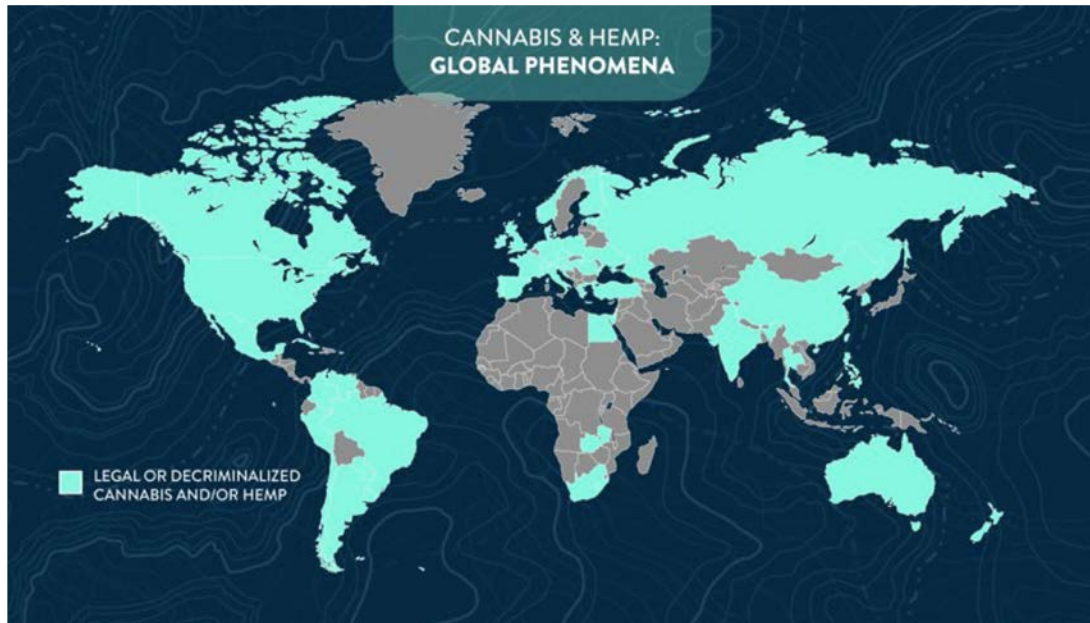 CANNABIS & HEMP:
GLOBAL PHENOMENA
LEGAL OR DECRIMINALIZED
CANNABIS AND/OR HEMP